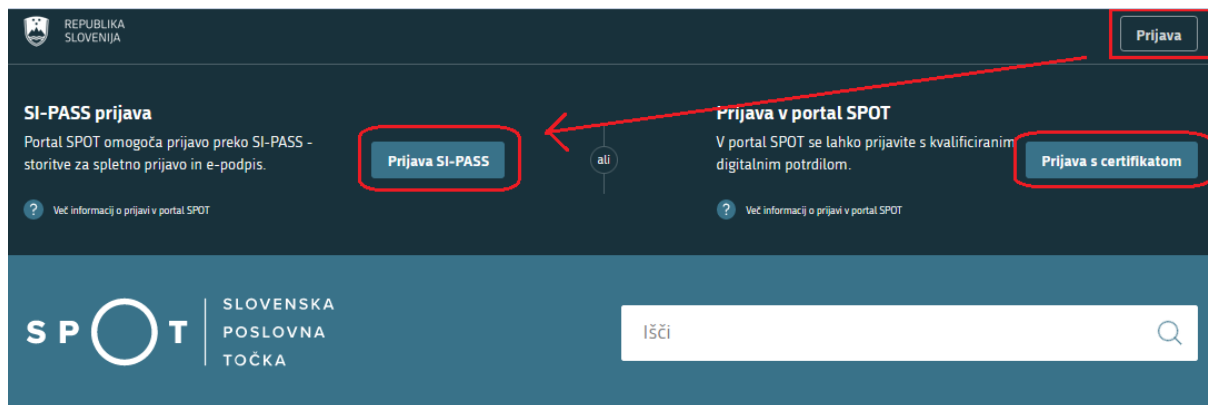 REPUBLIKA
SLOVENIJA
Prijava
SI-PASS prijava
Portal SPOT omogoča prijavo preko SI-PASS -
storitve za spletno prijavo in e-podpis.
Prijava SI-PASS
Več informacij o prijavi v portal SPOT
ali
Prijava v portal SPOT
V portal SPOT se lahko prijavite s kvalificiranim
digitalnim potrdilom.
Prijava s certifikatom
Več informacij o prijavi v portal SPOT
SPOT
SLOVENSKA
POSLOVNA
TOČKA
Išči